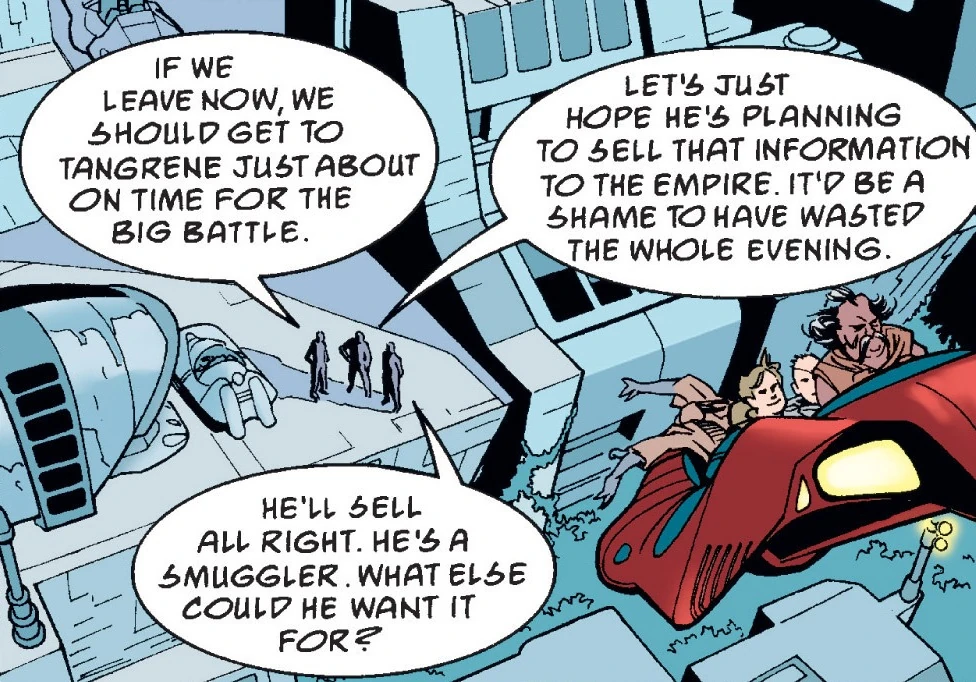 IF WE
LEAVE NOW, WE
SHOULD GET TO
TANGRENE JUST ABOUT
ON TIME FOR THE
BIG BATTLE.
LET'S JUST
HOPE HE'S PLANNING
TO SELL THAT INFORMATION
TO THE EMPIRE. IT'D BE A
SHAME TO HAVE WASTED
THE WHOLE EVENING.
HE'LL SELL
ALL RIGHT. HE'S A
SMUGGLER. WHAT ELSE
COULD HE WANT IT
FOR?